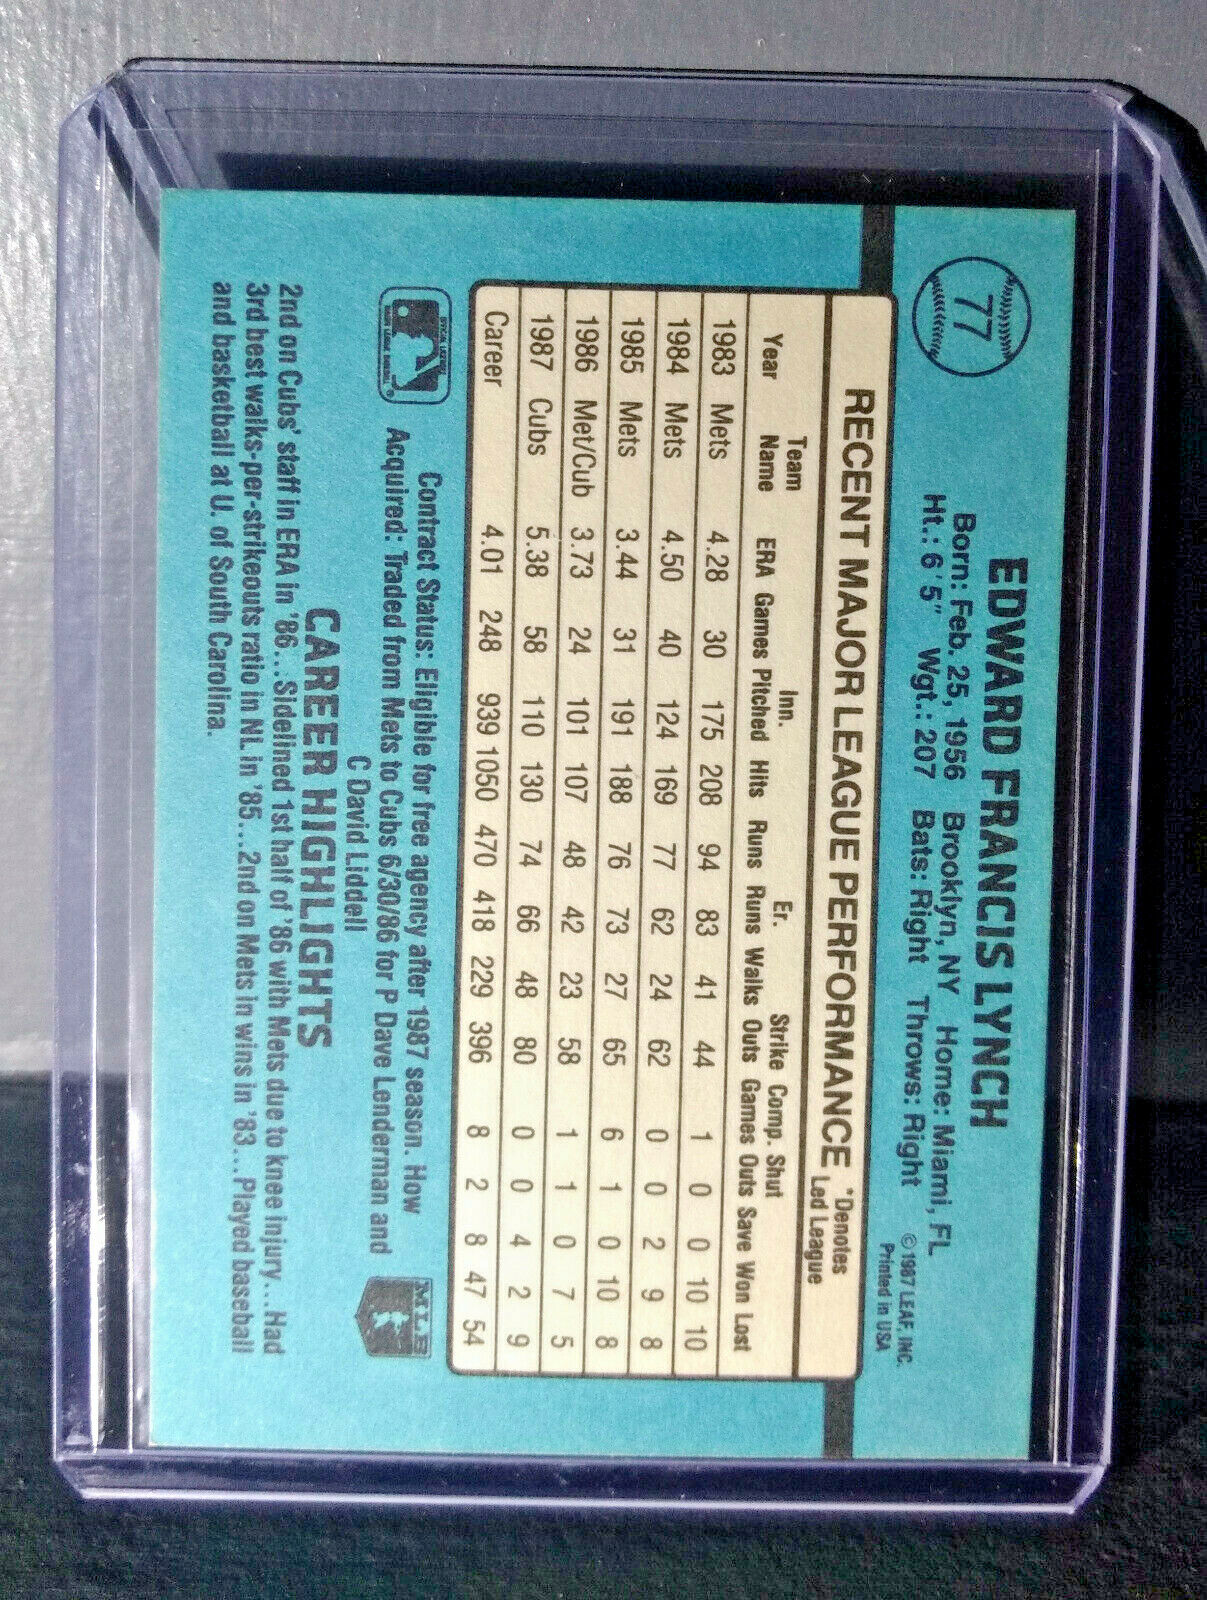 77
EDWARD FRANCIS LYNCH
Born: Feb. 25, 1956 Brooklyn, NY Home: Miami, FL
Ht.: 6'5" Wgt.: 207 Bats: Right Throws: Right
© 1987 LEAF, INC.
Printed in USA
RECENT MAJOR LEAGUE PERFORMANCE *Denotes Led League
Year Team Name ERA Games Inn. Pitched Hits Runs Er. Runs Walks Strike Outs Comp. Games Shut Outs Save Won Lost
1983 Mets 4.28 30 175 208 94 83 41 44 1 0 0 10 10
1984 Mets 4.50 40 124 169 77 62 24 62 0 0 2 9 8
1985 Mets 3.44 31 191 188 76 73 27 65 6 1 0 10 8
1986 Met/Cub 3.73 24 101 107 48 42 23 58 1 1 0 7 5
1987 Cubs 5.38 58 110 130 74 66 48 80 0 0 4 2 9
Career 4.01 248 939 1050 470 418 229 396 8 2 8 47 54
Contract Status: Eligible for free agency after 1987 season. How
Acquired: Traded from Mets to Cubs 6/30/86 for P Dave Lenderman and
C David Liddell
MLB
CAREER HIGHLIGHTS
2nd on Cubs' staff in ERA in '86...Sidelined 1st half of '86 with Mets due to knee injury...Had
3rd best walks-per-strikeouts ratio in NL in '85...2nd on Mets in wins in '83...Played baseball
and basketball at U. of South Carolina.